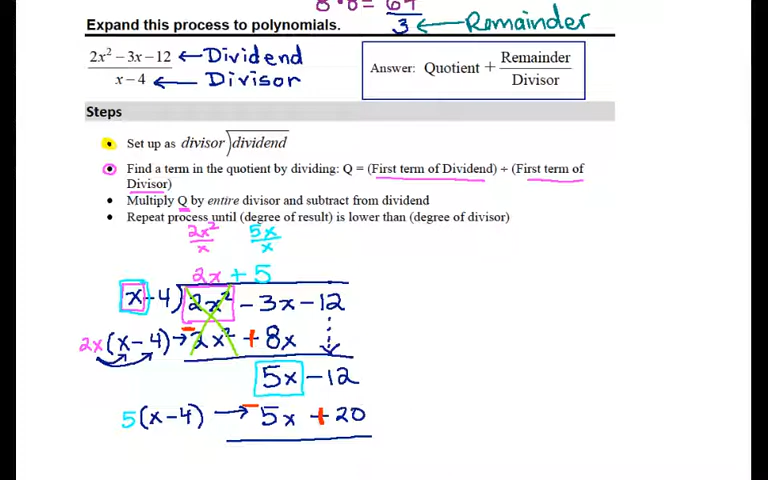 8 · 8 = 64
Expand this process to polynomials.
3 ← Remainder
2x² – 3x – 12 ← Dividend
x – 4 ← Divisor
Answer: Quotient + Remainder
Divisor
Steps
• Set up as divisor)dividend
• Find a term in the quotient by dividing: Q = (First term of Dividend) ÷ (First term of
Divisor)
• Multiply Q by entire divisor and subtract from dividend
• Repeat process until (degree of result) is lower than (degree of divisor)
2x² 5x
x x
2x + 5
x - 4)2x² - 3x - 12
2x(x - 4) → - 2x² + 8x
5x - 12
5(x - 4) → - 5x + 20